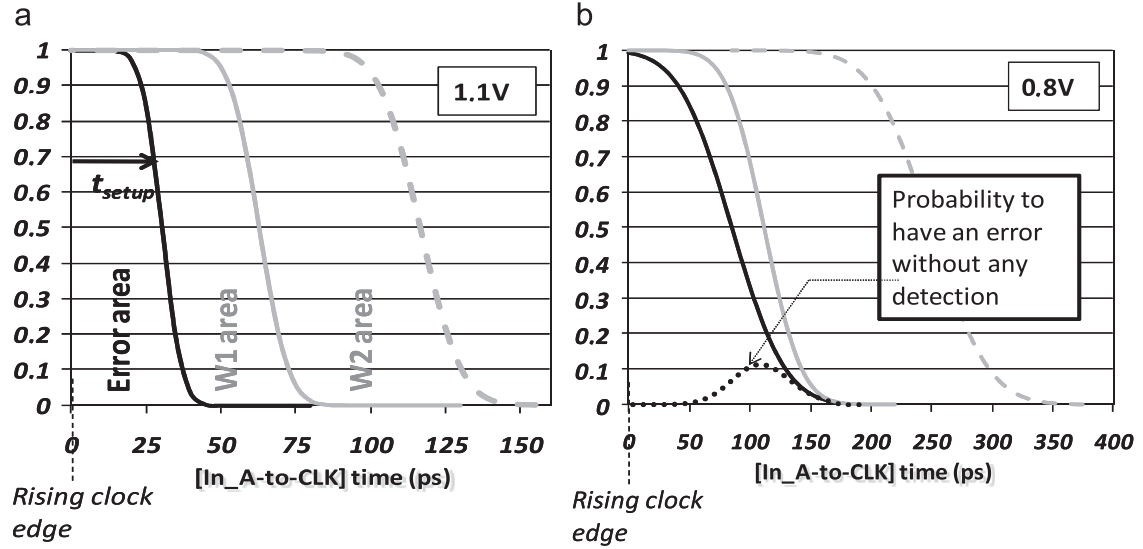 a
1.1V
1
0.9
0.8
0.7
0.6
0.5
0.4
0.3
0.2
0.1
0
tsetup
Error area
W1 area
W2 area
0 25 50 75 100 125 150
[In_A-to-CLK] time (ps)
Rising clock
edge
b
0.8V
1
0.9
0.8
0.7
0.6
0.5
0.4
0.3
0.2
0.1
0
Probability to
have an error
without any
detection
0 50 100 150 200 250 300 350 400
[In_A-to-CLK] time (ps)
Rising clock
edge